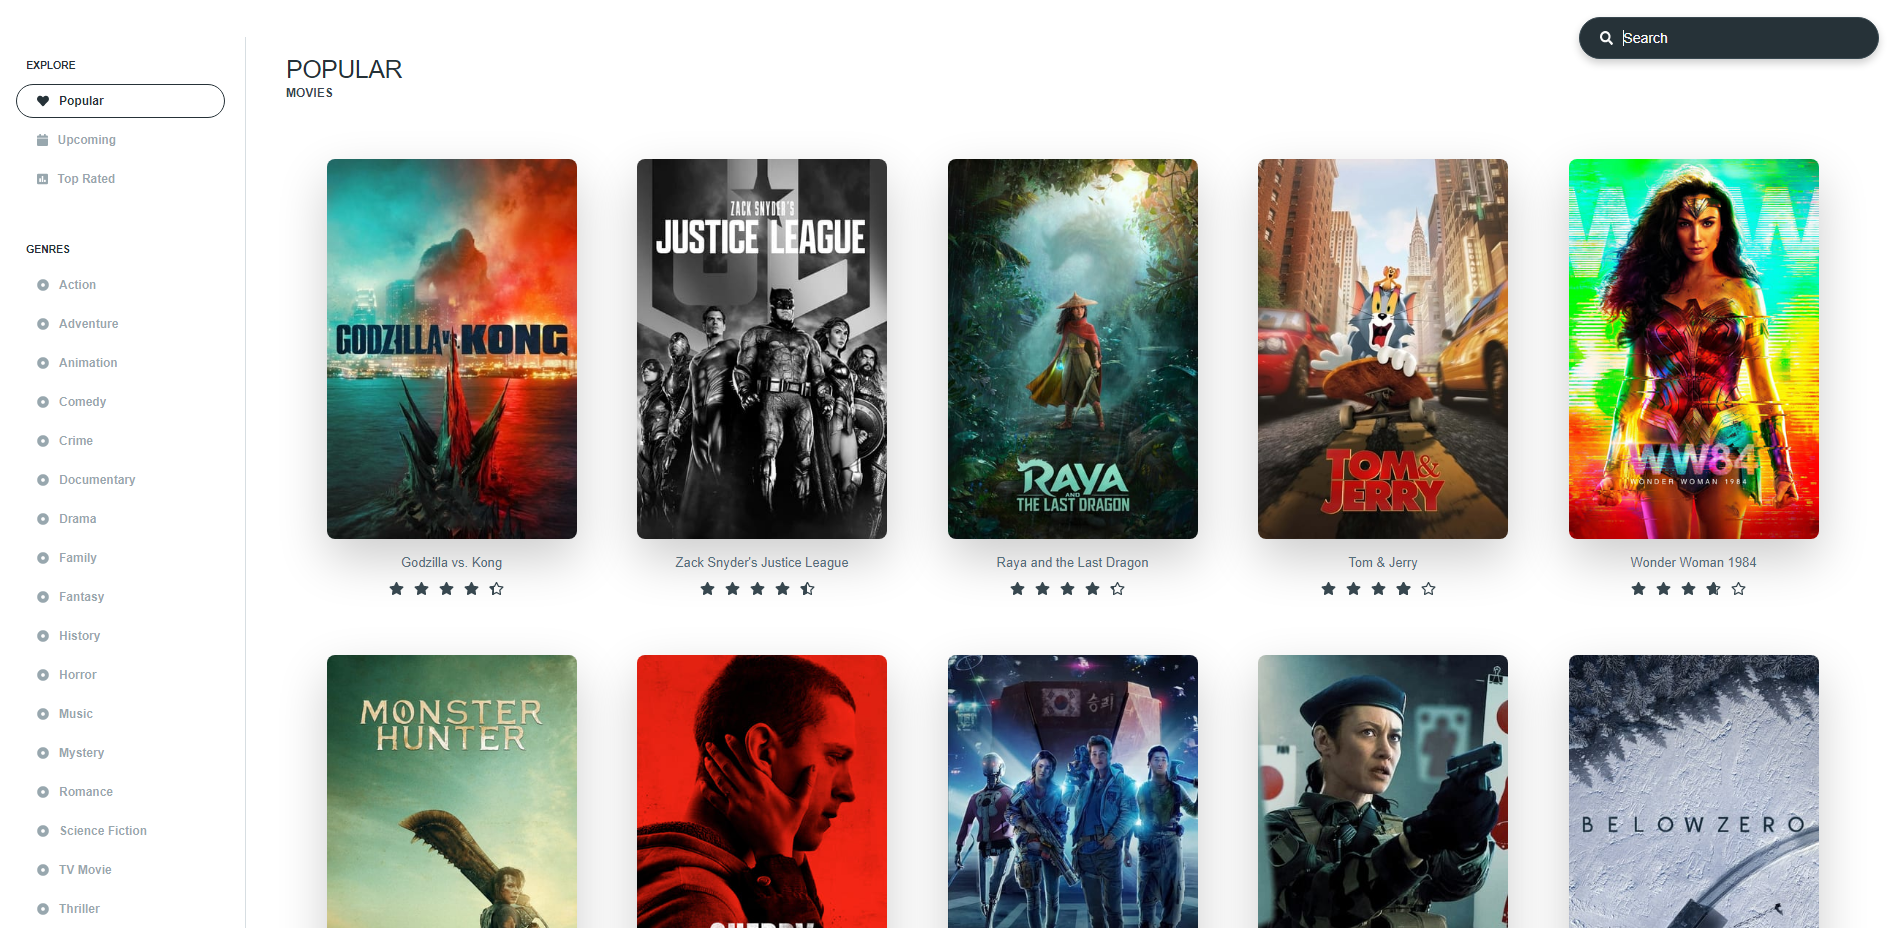 Search
EXPLORE
Popular
Upcoming
Top Rated
GENRES
Action
Adventure
Animation
Comedy
Crime
Documentary
Drama
Family
Fantasy
History
Horror
Music
Mystery
Romance
Science Fiction
TV Movie
Thriller
POPULAR
MOVIES
GODZILLA vs. KONG
ZACK SNYDER'S
JUSTICE LEAGUE
RAYA
AND
THE LAST DRAGON
TOM &
JERRY
WW84
WONDER WOMAN 1984
Godzilla vs. Kong
Zack Snyder's Justice League
Raya and the Last Dragon
Tom & Jerry
Wonder Woman 1984
MONSTER
HUNTER
승리
BELOW ZERO